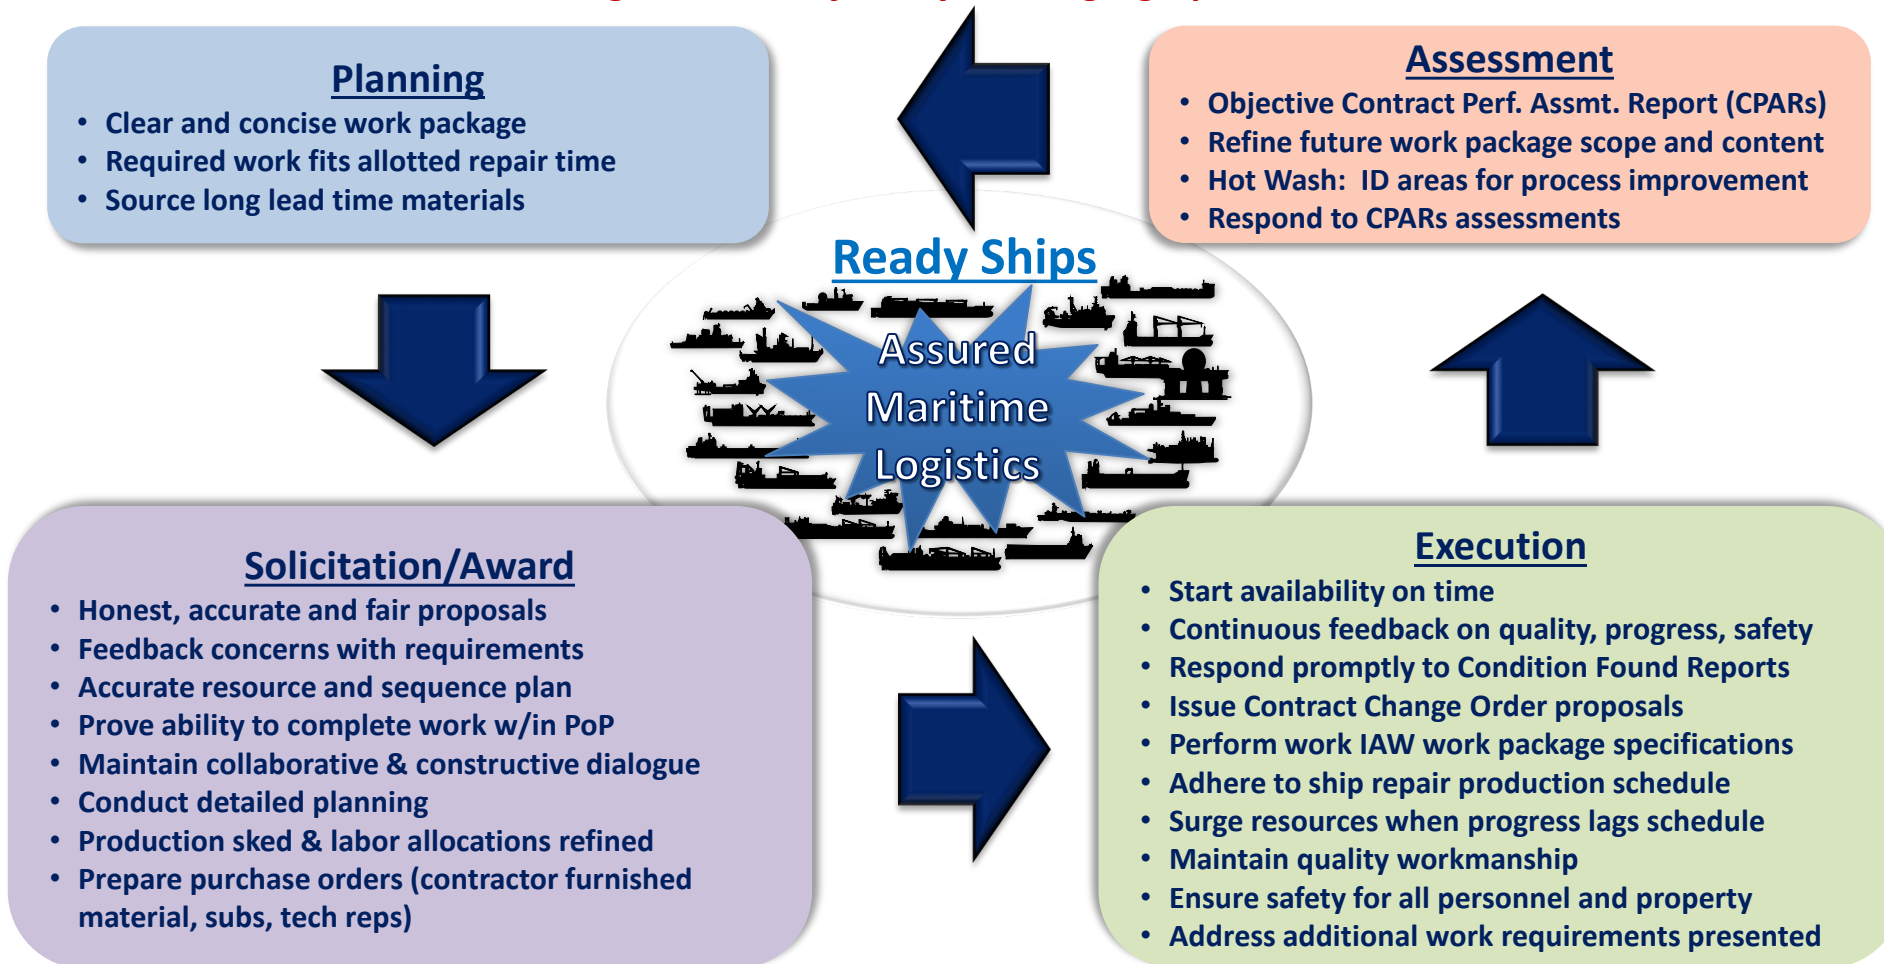 Planning
• Clear and concise work package
• Required work fits allotted repair time
• Source long lead time materials
Assessment
• Objective Contract Perf. Assmt. Report (CPARs)
• Refine future work package scope and content
• Hot Wash: ID areas for process improvement
• Respond to CPARs assessments
Ready Ships
Assured
Maritime
Logistics
Solicitation/Award
• Honest, accurate and fair proposals
• Feedback concerns with requirements
• Accurate resource and sequence plan
• Prove ability to complete work w/in PoP
• Maintain collaborative & constructive dialogue
• Conduct detailed planning
• Production sked & labor allocations refined
• Prepare purchase orders (contractor furnished
material, subs, tech reps)
Execution
• Start availability on time
• Continuous feedback on quality, progress, safety
• Respond promptly to Condition Found Reports
• Issue Contract Change Order proposals
• Perform work IAW work package specifications
• Adhere to ship repair production schedule
• Surge resources when progress lags schedule
• Maintain quality workmanship
• Ensure safety for all personnel and property
• Address additional work requirements presented